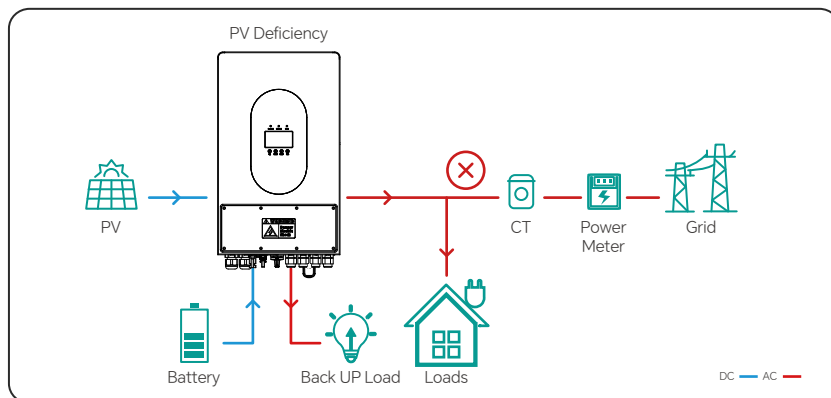 PV Deficiency
PV
CT
Power
Meter
Grid
Battery
Back UP Load
Loads
DC
AC